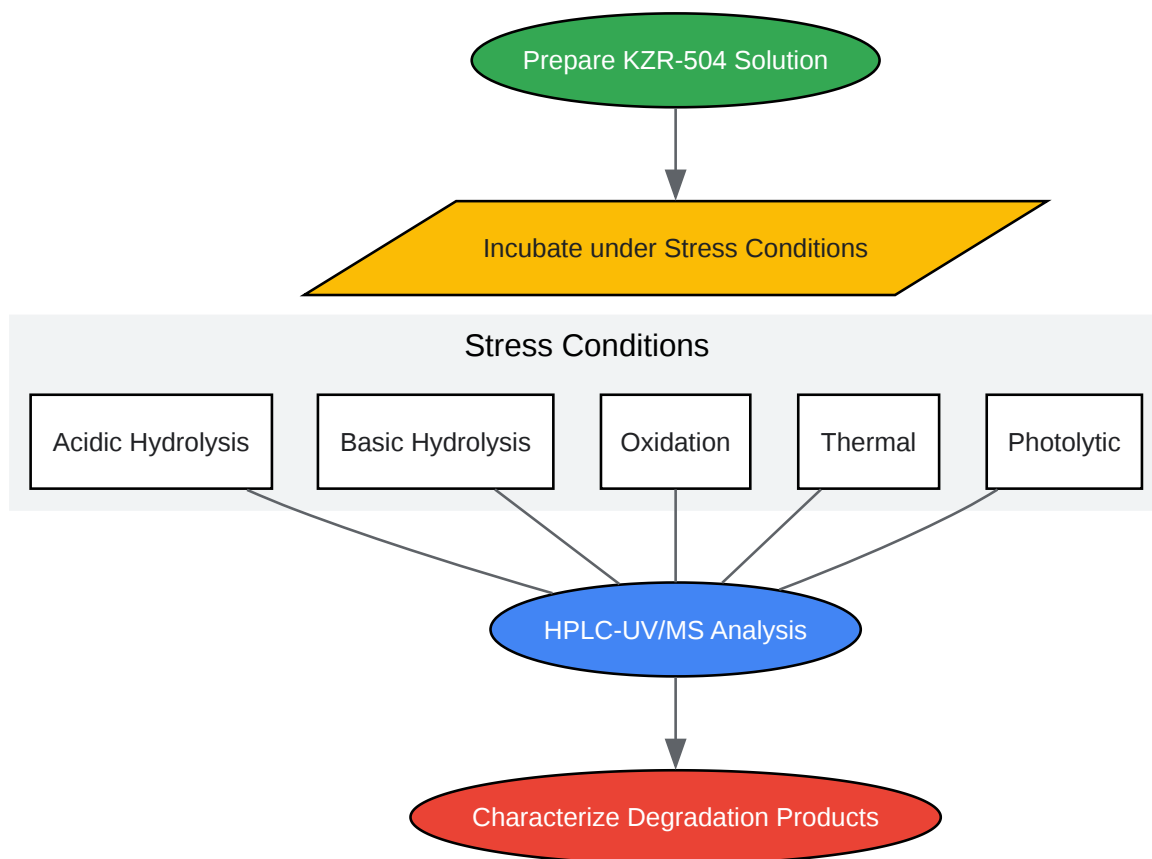 Prepare KZR-504 Solution
Incubate under Stress Conditions
Stress Conditions
Acidic Hydrolysis
Basic Hydrolysis
Oxidation
Thermal
Photolytic
HPLC-UV/MS Analysis
Characterize Degradation Products